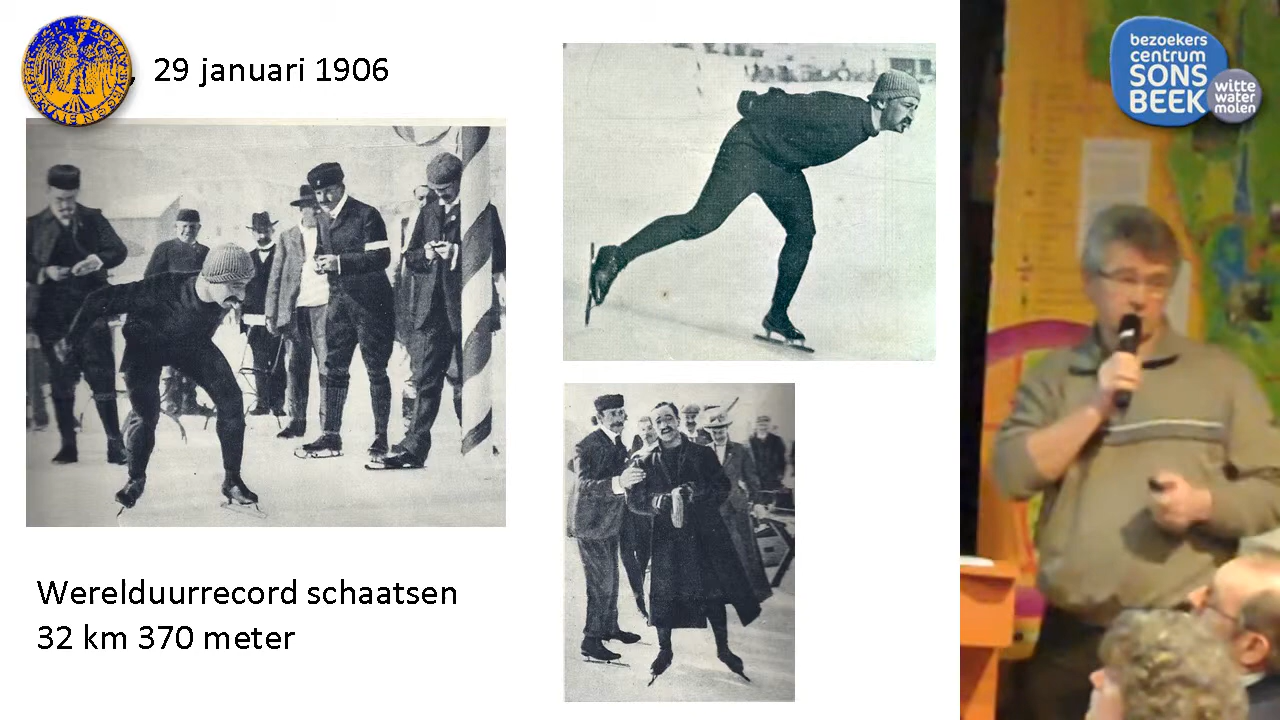 , 29 januari 1906
Werelduurrecord schaatsen
32 km 370 meter
bezoekers
centrum
SONS
BEEK
witte
water
molen